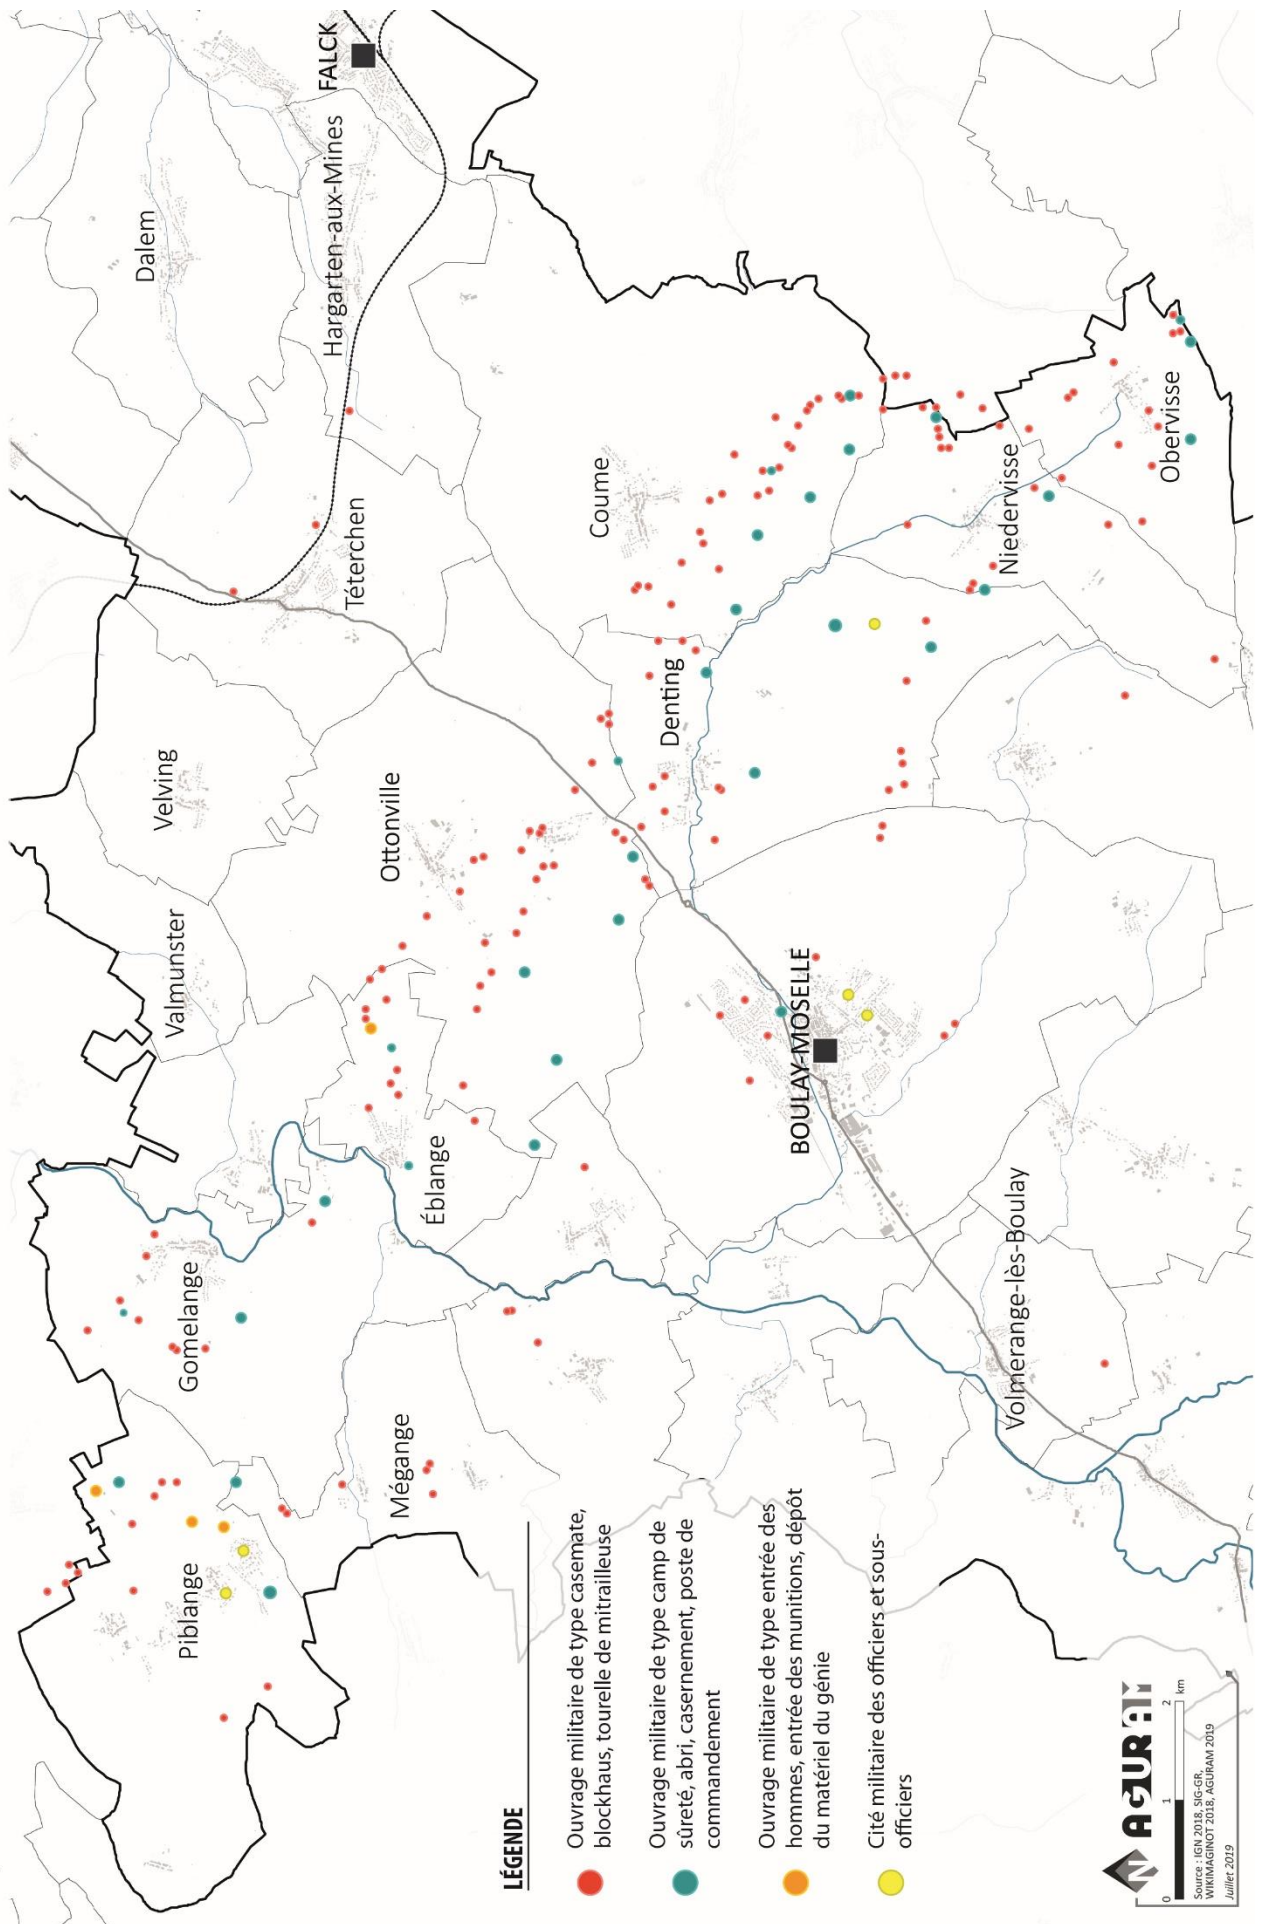 FALCK
Hargarten-aux-Mines
Dalem
Téterchen
Coume
Obervisse
Niedervisse
Velving
Ottonville
Denting
Valmunster
BOULAY-MOSELLE
Éblange
Gomelange
Volmerange-lès-Boulay
Mégange
Piblange
LÉGENDE
Ouvrage militaire de type casemate,
blockhaus, tourelle de mitrailleuse
Ouvrage militaire de type camp de
sûreté, abri, casernement, poste de
commandement
Ouvrage militaire de type entrée des
hommes, entrée des munitions, dépôt
du matériel du génie
Cité militaire des officiers et sous-
officiers
N AGURAM
0 1 2
km
Source : IGN 2018, SIG-GR,
WIKIMAGINOT 2018, AGURAM 2019
Juillet 2019